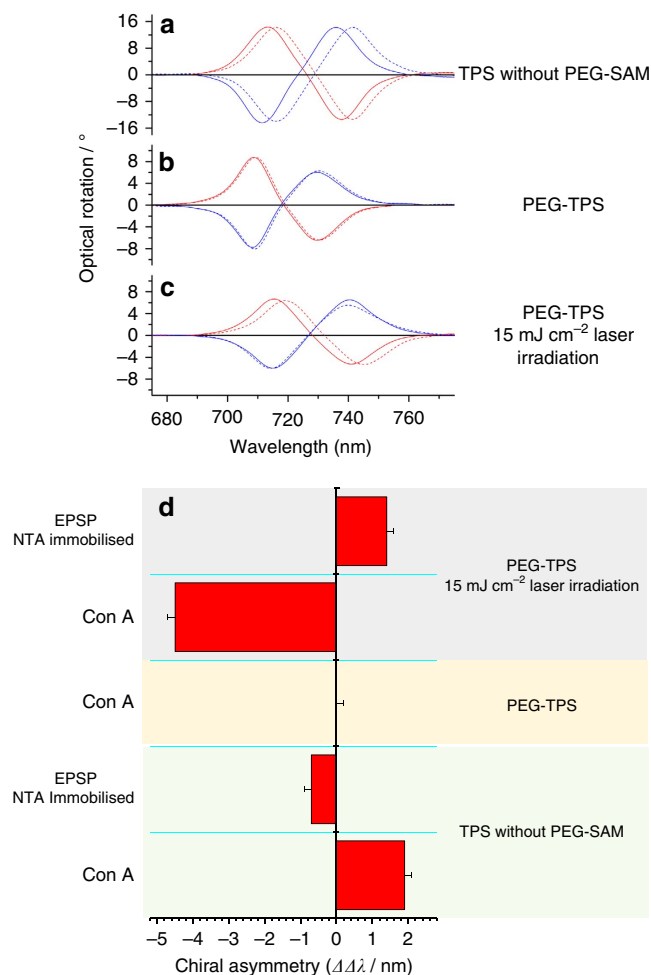 a
16
8
0
−8
−16
TPS without PEG-SAM
b
8
4
0
−4
−8
PEG-TPS
Optical rotation / °
c
8
4
0
−4
−8
PEG-TPS
15 mJ cm⁻² laser
irradiation
680 700 720 740 760
Wavelength (nm)
d
EPSP
NTA immobilised
PEG-TPS
15 mJ cm⁻² laser irradiation
Con A
Con A
PEG-TPS
EPSP
NTA Immobilised
TPS without PEG-SAM
Con A
−5 −4 −3 −2 −1 0 1 2
Chiral asymmetry (ΔΔλ / nm)